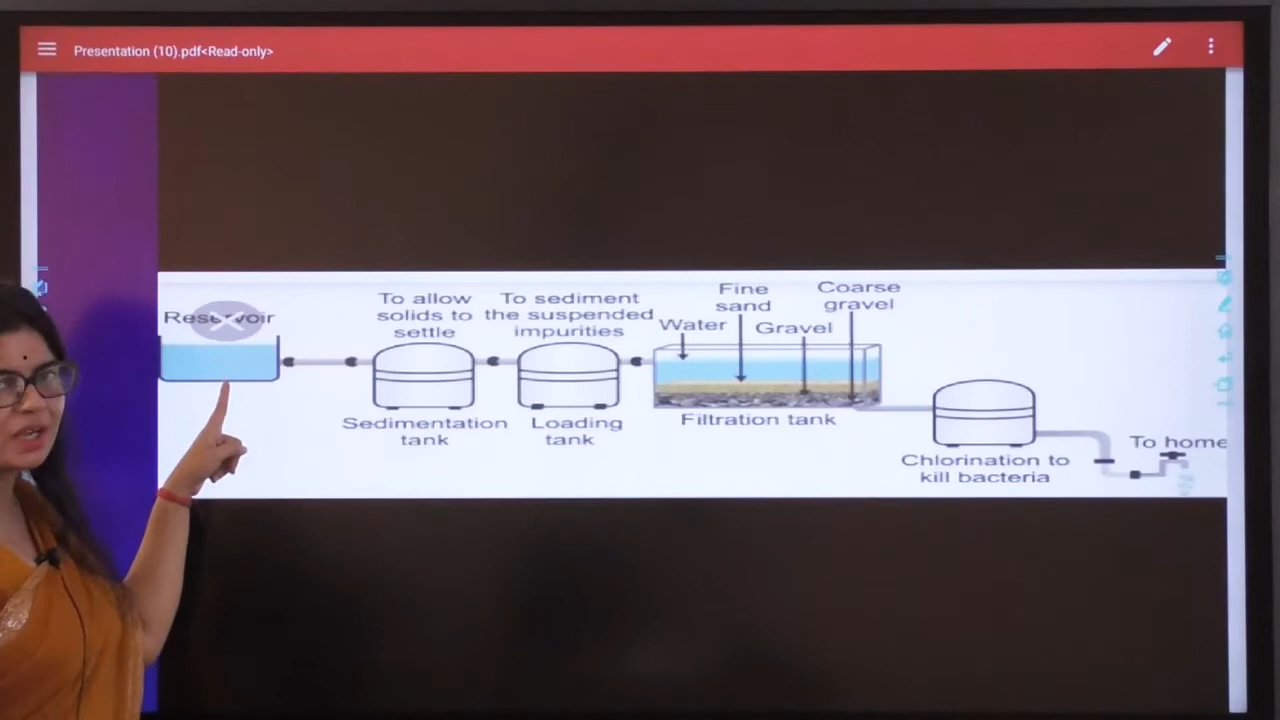 Presentation (10).pdf<Read-only>
Reservoir
To allow
solids to
settle
To sediment
the suspended
impurities
Water
Fine
sand
Gravel
Coarse
gravel
Sedimentation
tank
Loading
tank
Filtration tank
Chlorination to
kill bacteria
To home